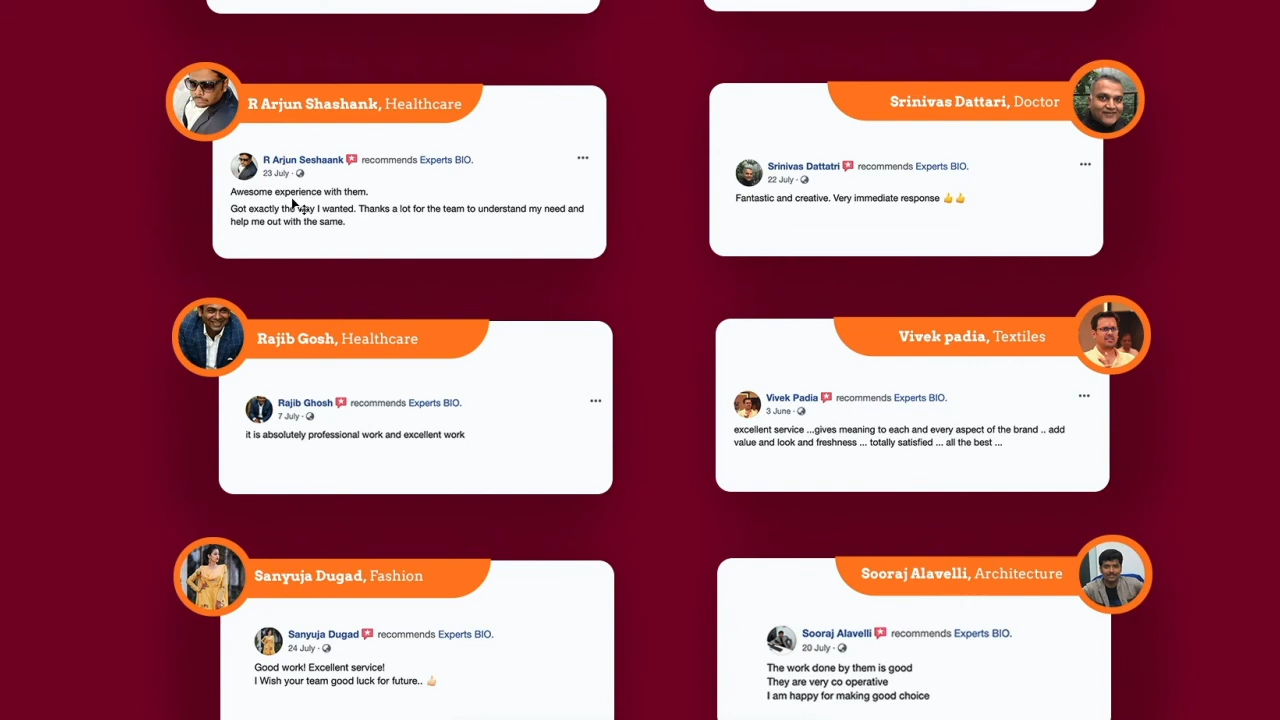 R Arjun Shashank, Healthcare
R Arjun Seshaank recommends Experts BIO.
23 July ·
Awesome experience with them.
Got exactly the way I wanted. Thanks a lot for the team to understand my need and
help me out with the same.
Srinivas Dattari, Doctor
Srinivas Dattatri recommends Experts BIO.
22 July ·
Fantastic and creative. Very immediate response 👍👍
Rajib Gosh, Healthcare
Rajib Ghosh recommends Experts BIO.
7 July ·
it is absolutely professional work and excellent work
Vivek padia, Textiles
Vivek Padia recommends Experts BIO.
3 June ·
excellent service ...gives meaning to each and every aspect of the brand .. add
value and look and freshness ... totally satisfied ... all the best ...
Sanyuja Dugad, Fashion
Sanyuja Dugad recommends Experts BIO.
24 July ·
Good work! Excellent service!
I Wish your team good luck for future.. 👍🏻
Sooraj Alavelli, Architecture
Sooraj Alavelli recommends Experts BIO.
20 July ·
The work done by them is good
They are very co operative
I am happy for making good choice